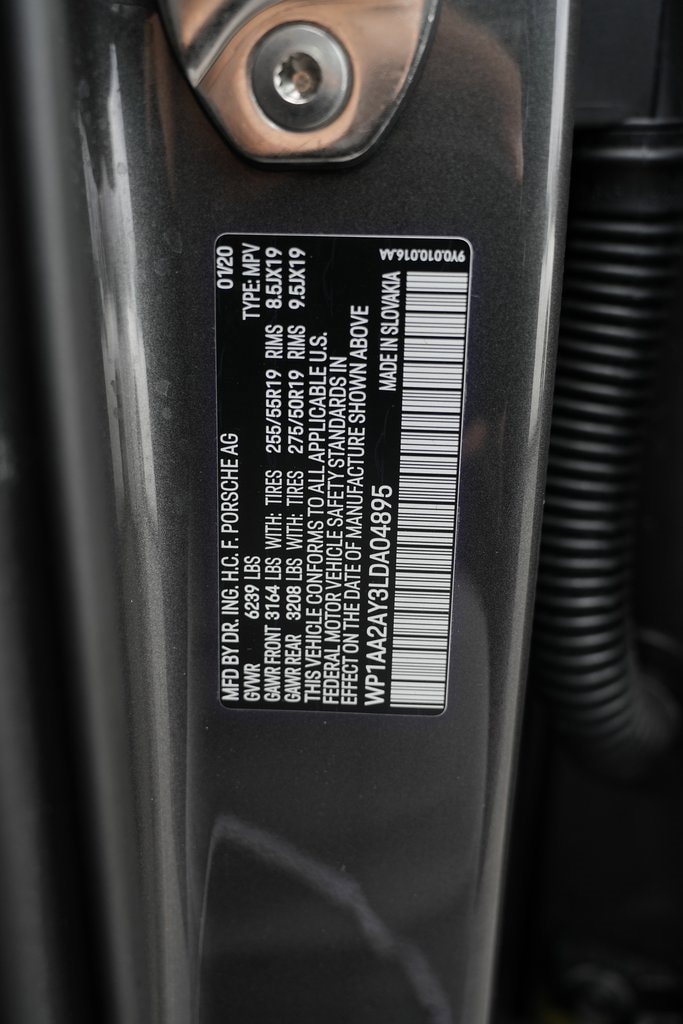 MFD BY DR. ING. H.C. F. PORSCHE AG 01/20
GVWR 6239 LBS TYPE: MPV
GAWR FRONT 3164 LBS WITH: TIRES 255/55R19 RIMS 8.5JX19
GAWR REAR 3208 LBS WITH: TIRES 275/50R19 RIMS 9.5JX19
THIS VEHICLE CONFORMS TO ALL APPLICABLE U.S.
FEDERAL MOTOR VEHICLE SAFETY STANDARDS IN
EFFECT ON THE DATE OF MANUFACTURE SHOWN ABOVE
WP1AA2AY3LDA04895 MADE IN SLOVAKIA
9Y0.010.016.AA